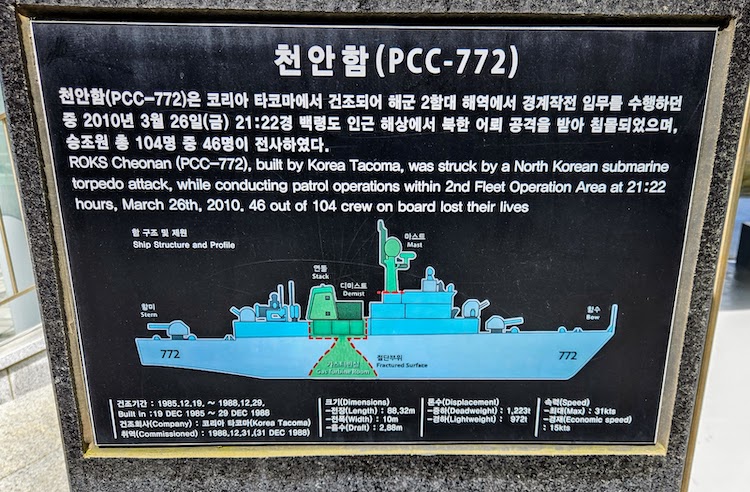 천안함(PCC-772)
천안함(PCC-772)은 코리아 타코마에서 건조되어 해군 2함대 해역에서 경계작전 임무를 수행하던
중 2010년 3월 26일(금) 21:22경 백령도 인근 해상에서 북한 어뢰 공격을 받아 침몰되었으며,
승조원 총 104명 중 46명이 전사하였다.
ROKS Cheonan (PCC-772), built by Korea Tacoma, was struck by a North Korean submarine
torpedo attack, while conducting patrol operations within 2nd Fleet Operation Area at 21:22
hours, March 26th, 2010. 46 out of 104 crew on board lost their lives
함 구조 및 제원
Ship Structure and Profile
마스트
Mast
연돌
Stack
디미스트
Demist
함미
Stern
함수
Bow
772
772
가스터빈실
Gas Turbine Room
절단부위
Fractured Surface
건조기간 : 1985.12.19. ~ 1988.12.29.
Built in : 19 DEC 1985 ~ 29 DEC 1988
건조회사(Company) : 코리아 타코마(Korea Tacoma)
취역(Commissioned) : 1988.12.31.(31 DEC 1988)
크기(Dimensions)
-전장(Length) : 88.32m
-전폭(Width) : 10m
-흘수(Draft) : 2.88m
톤수(Displacement)
-중하(Deadweight) : 1,223t
-경하(Lightweight) : 972t
속력(Speed)
-최대(Max) : 31kts
-경제(Economic speed)
: 15kts